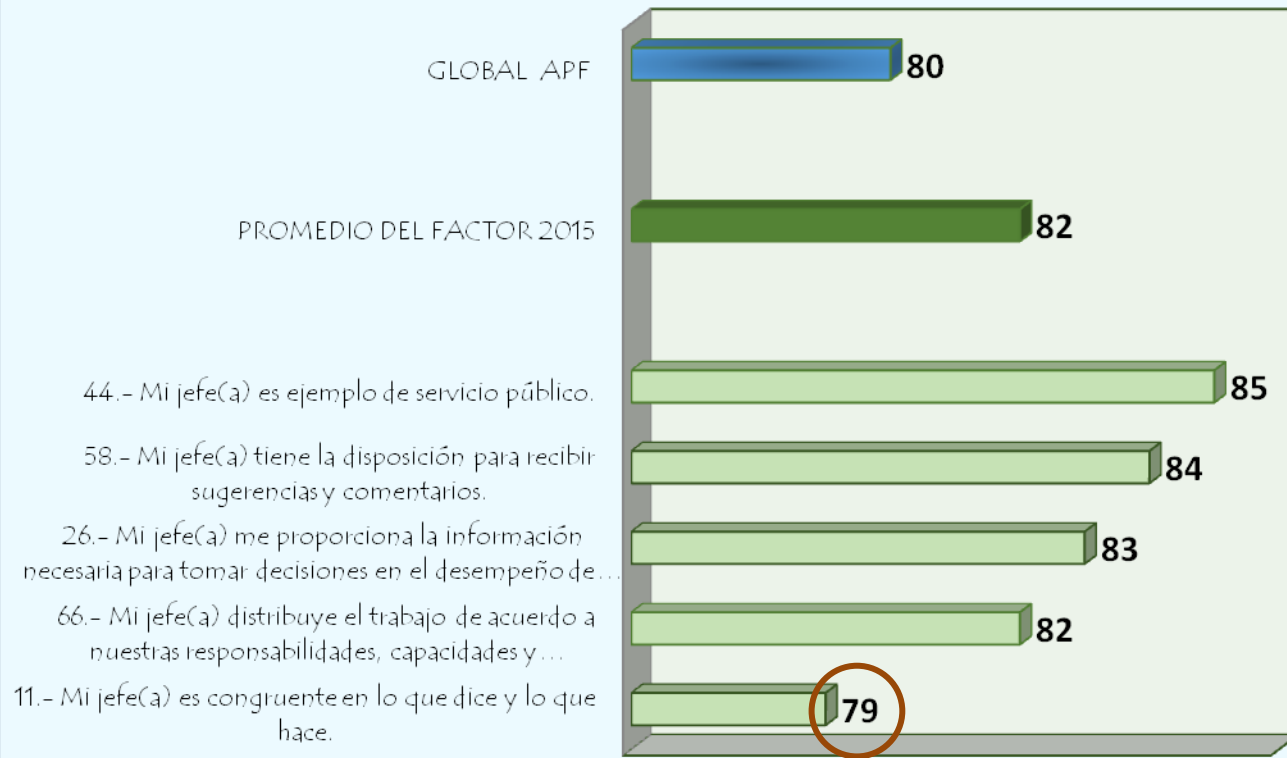 GLOBAL APF
80
PROMEDIO DEL FACTOR 2015
82
44.- Mi jefe(a) es ejemplo de servicio público.
85
58.- Mi jefe(a) tiene la disposición para recibir
sugerencias y comentarios.
84
26.- Mi jefe(a) me proporciona la información
necesaria para tomar decisiones en el desempeño de...
83
66.- Mi jefe(a) distribuye el trabajo de acuerdo a
nuestras responsabilidades, capacidades y...
82
11.- Mi jefe(a) es congruente en lo que dice y lo que
hace.
79